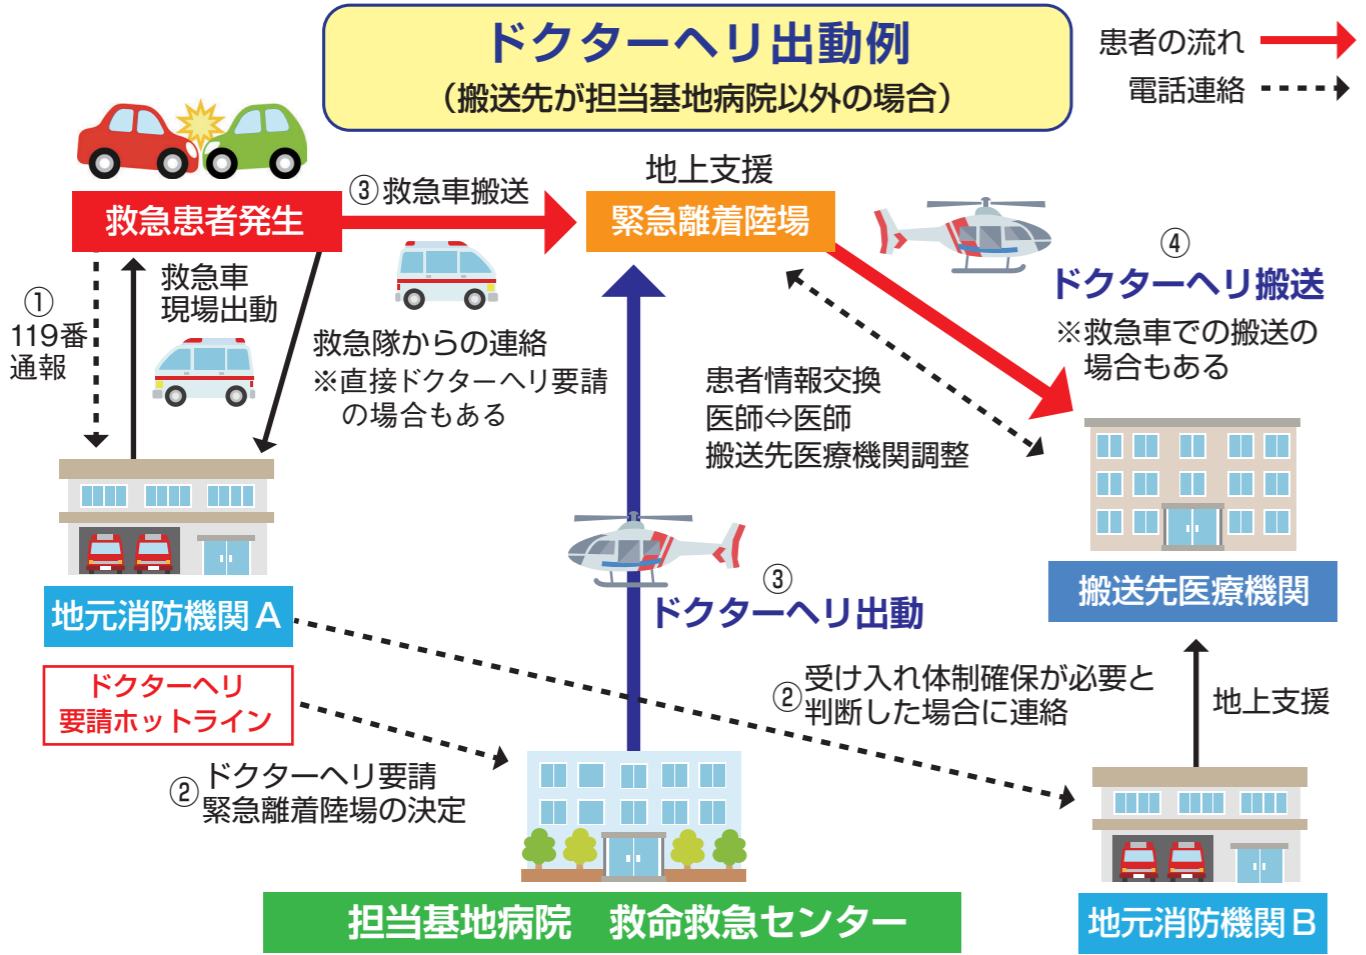 ドクターヘリ出動例
（搬送先が担当基地病院以外の場合）
患者の流れ
電話連絡
地上支援
③救急車搬送
救急患者発生
緊急離着陸場
④
ドクターヘリ搬送
※救急車での搬送の
場合もある
救急車
現場出動
①
119番
通報
救急隊からの連絡
※直接ドクターヘリ要請
の場合もある
患者情報交換
医師⇔医師
搬送先医療機関調整
③
ドクターヘリ出動
搬送先医療機関
地元消防機関A
ドクターヘリ
要請ホットライン
②受け入れ体制確保が必要と
判断した場合に連絡
地上支援
②ドクターヘリ要請
緊急離着陸場の決定
担当基地病院　救命救急センター
地元消防機関B